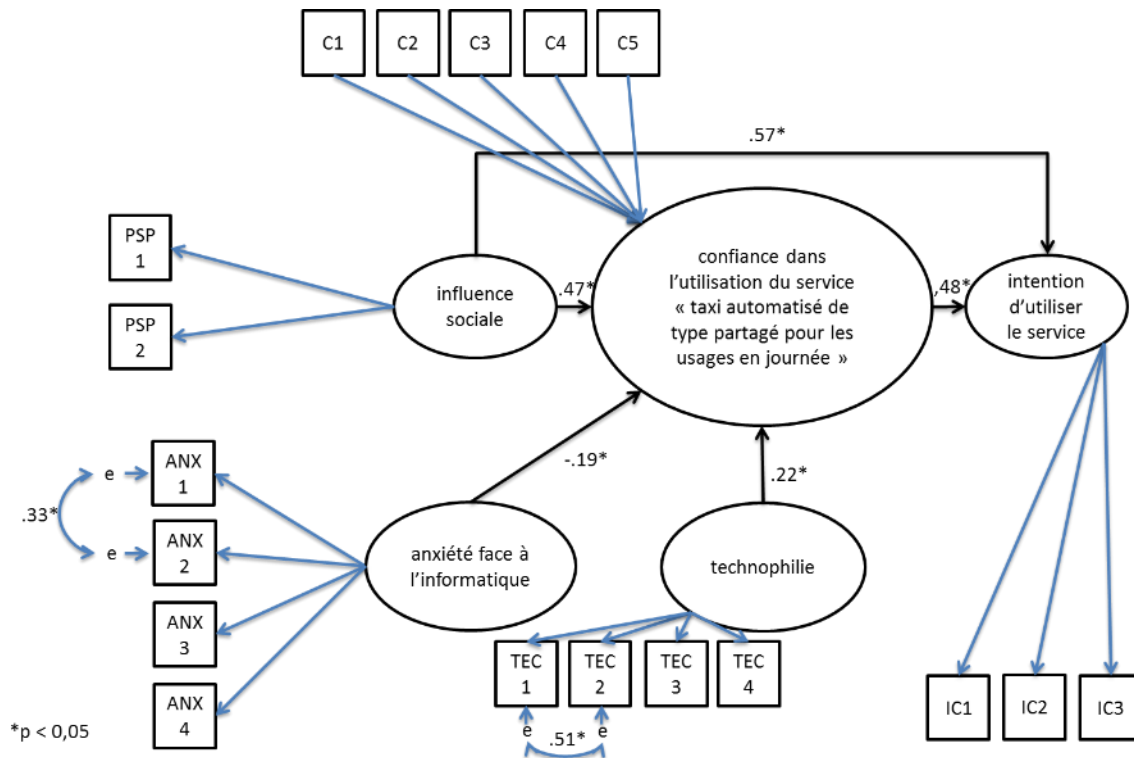 C1
C2
C3
C4
C5
.57*
PSP
1
PSP
2
influence
sociale
.47*
confiance dans
l'utilisation du service
« taxi automatisé de
type partagé pour les
usages en journée »
,48*
intention
d'utiliser
le service
-.19*
.22*
.33*
e
e
ANX
1
ANX
2
ANX
3
ANX
4
anxiété face à
l'informatique
technophilie
TEC
1
TEC
2
TEC
3
TEC
4
e
.51*
e
IC1
IC2
IC3
*p < 0,05